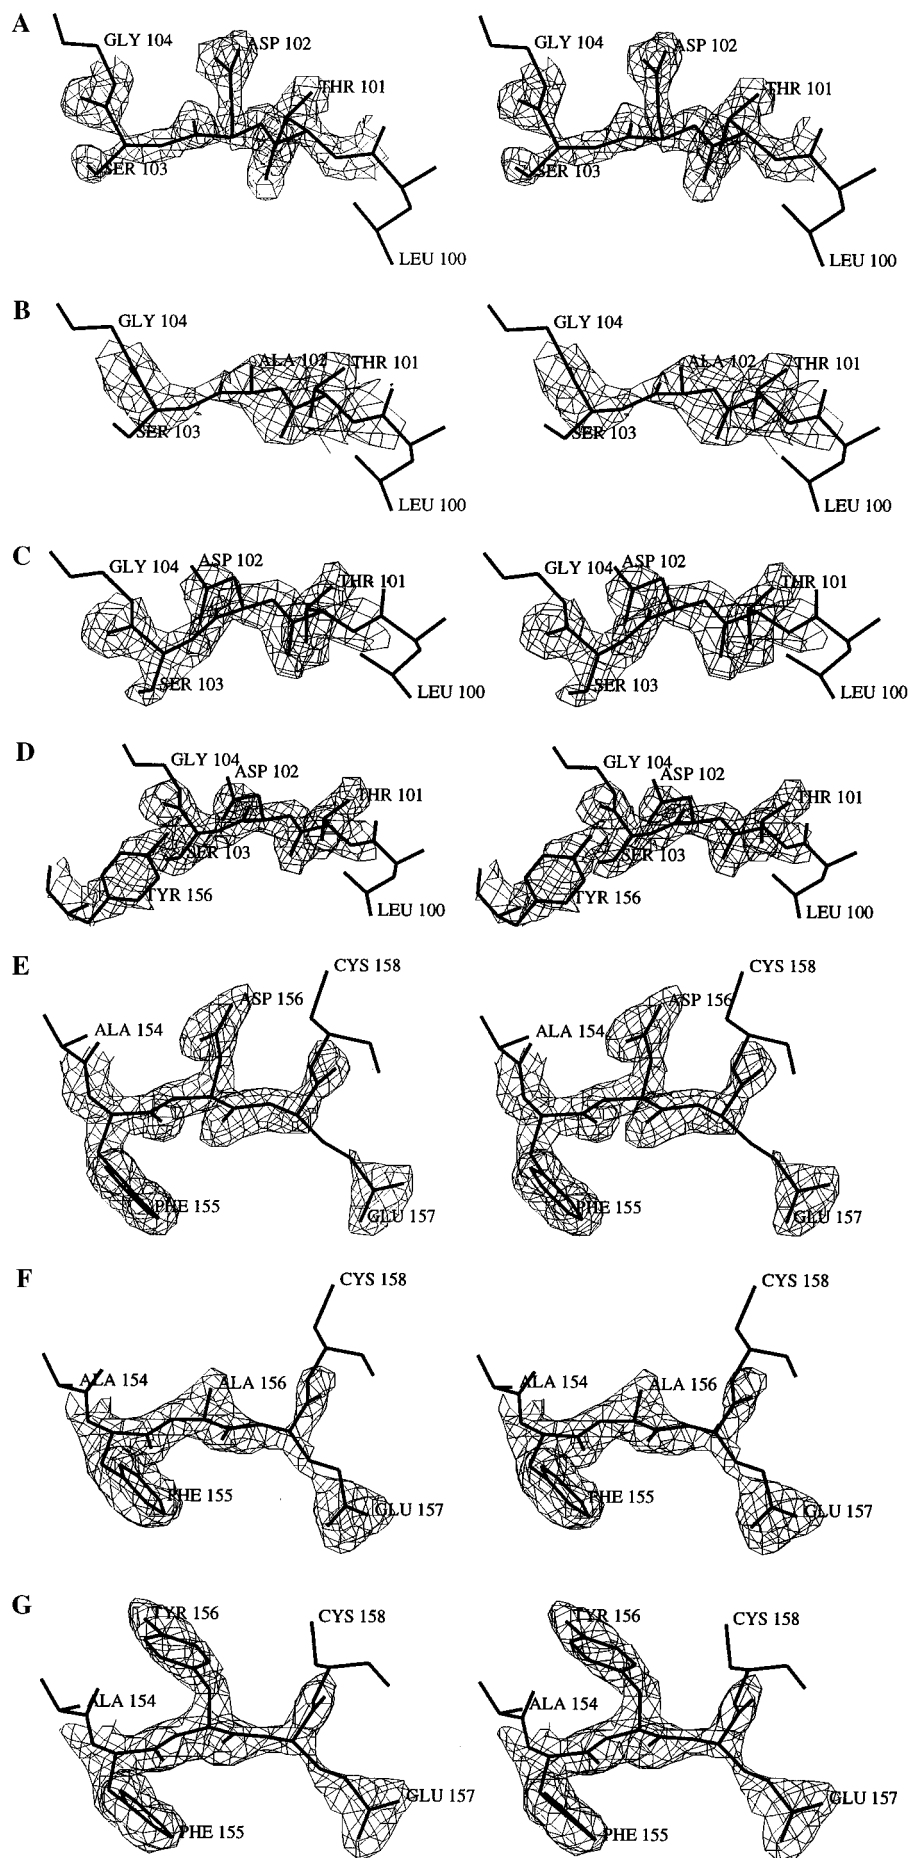 A
GLY 104 ASP 102 GLY 104 ASP 102
THR 101 THR 101
SER 103 SER 103
LEU 100 LEU 100
B
GLY 104 GLY 104
ALA 102 THR 101 ALA 102 THR 101
SER 103 SER 103
LEU 100 LEU 100
C
GLY 104 ASP 102 GLY 104 ASP 102
THR 101 THR 101
SER 103 SER 103
LEU 100 LEU 100
D
GLY 104 GLY 104
ASP 102 ASP 102
THR 101 THR 101
SER 103 SER 103
TYR 156 TYR 156
LEU 100 LEU 100
E
CYS 158 CYS 158
ASP 156 ASP 156
ALA 154 ALA 154
PHE 155 PHE 155
GLU 157 GLU 157
F
CYS 158 CYS 158
ALA 154 ALA 156 ALA 154 ALA 156
PHE 155 PHE 155
GLU 157 GLU 157
G
TYR 156 CYS 158 TYR 156 CYS 158
ALA 154 ALA 154
GLU 157 GLU 157
PHE 155 PHE 155